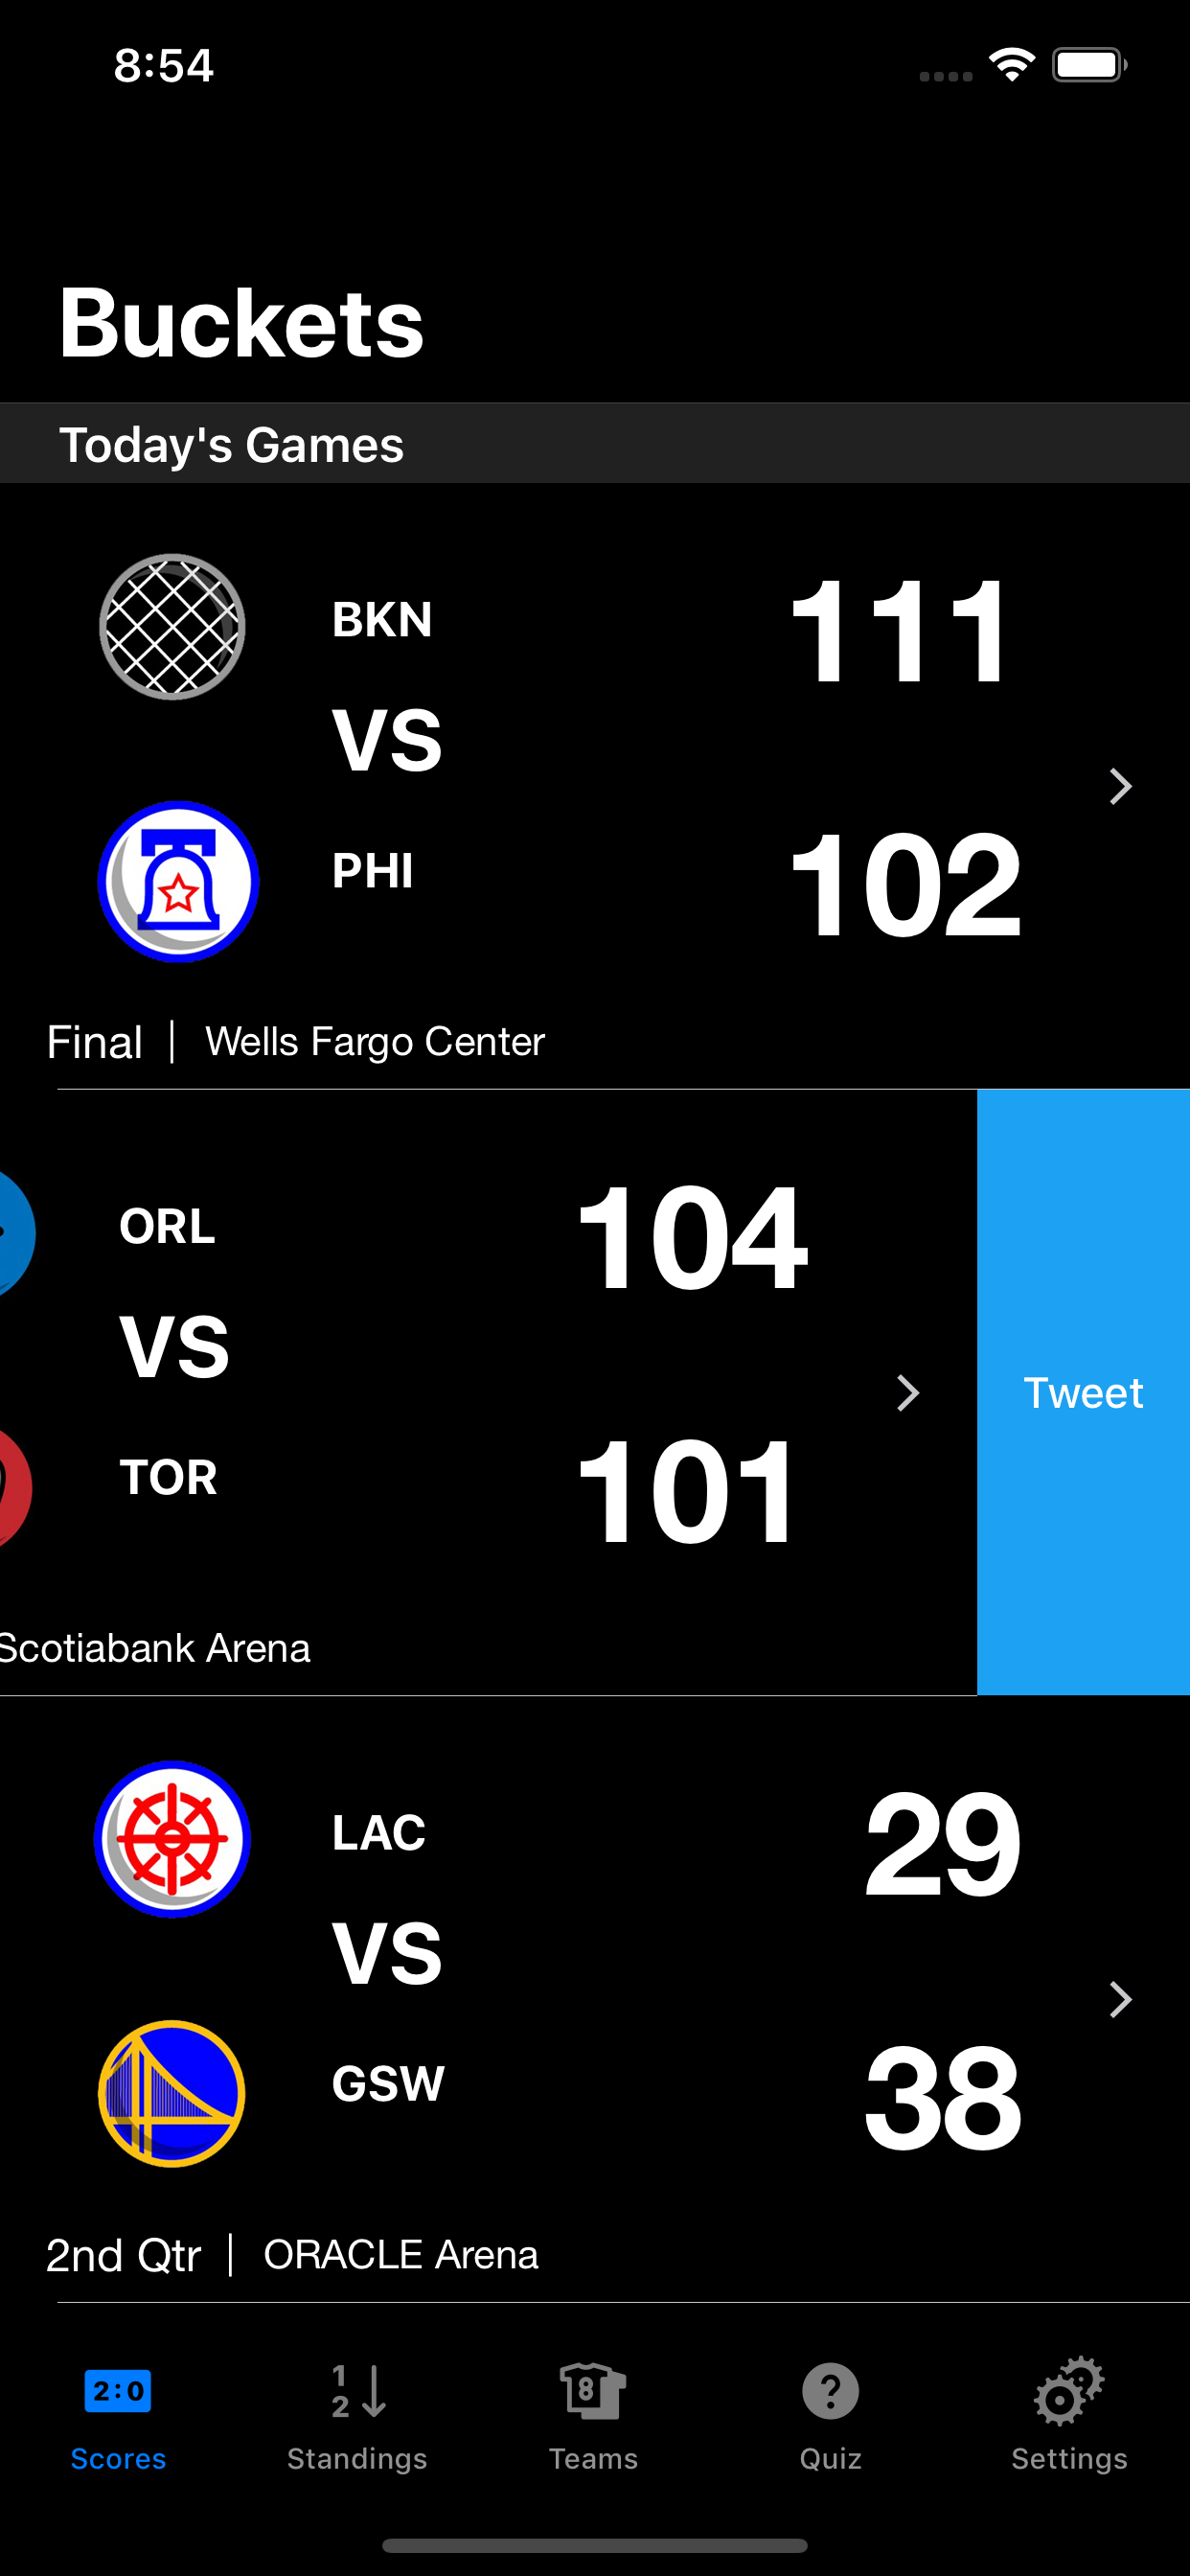 8:54
Buckets
Today's Games
BKN 111
VS
PHI 102
Final | Wells Fargo Center
ORL 104
VS
Tweet
TOR 101
Scotiabank Arena
LAC 29
VS
GSW 38
2nd Qtr | ORACLE Arena
2:0 1 2 8 ?
Scores Standings Teams Quiz Settings